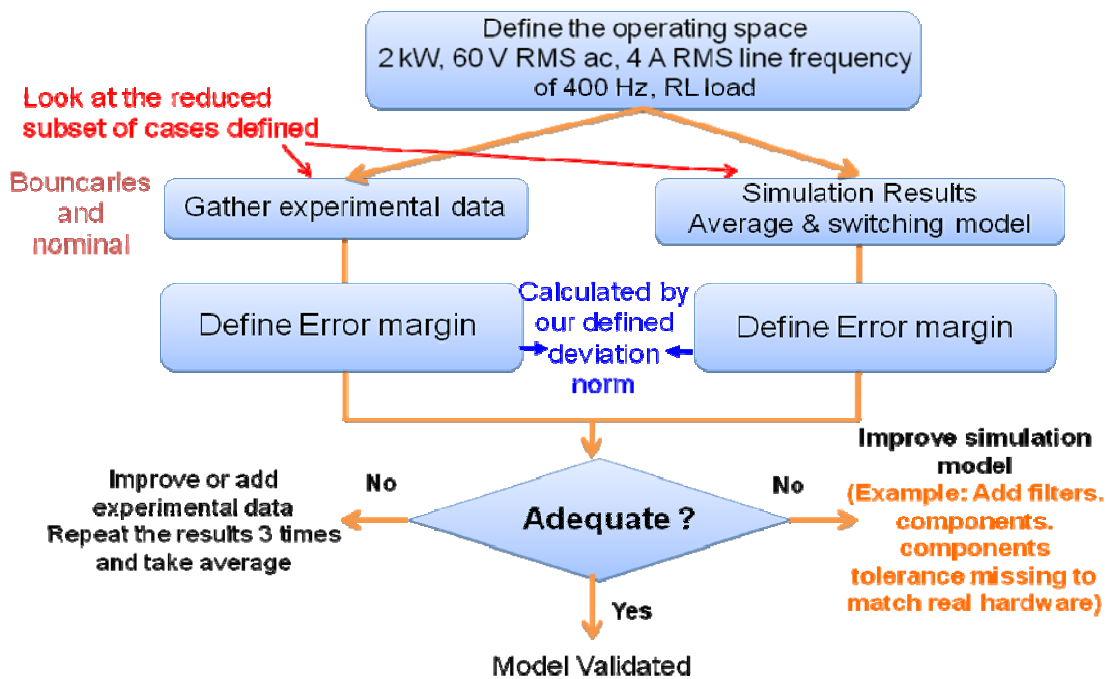 Define the operating space
2 kW, 60 V RMS ac, 4 A RMS line frequency
of 400 Hz, RL load
Look at the reduced
subset of cases defined
Bouncarles
and
nominal
Gather experimental data
Simulation Results
Average & switching model
Define Error margin
Calculated by
our defined
deviation
norm
Define Error margin
Improve or add
experimental data
Repeat the results 3 times
and take average
No
Adequate ?
No
Improve simulation
model
(Example: Add filters.
components.
components
tolerance missing to
match real hardware)
Yes
Model Validated